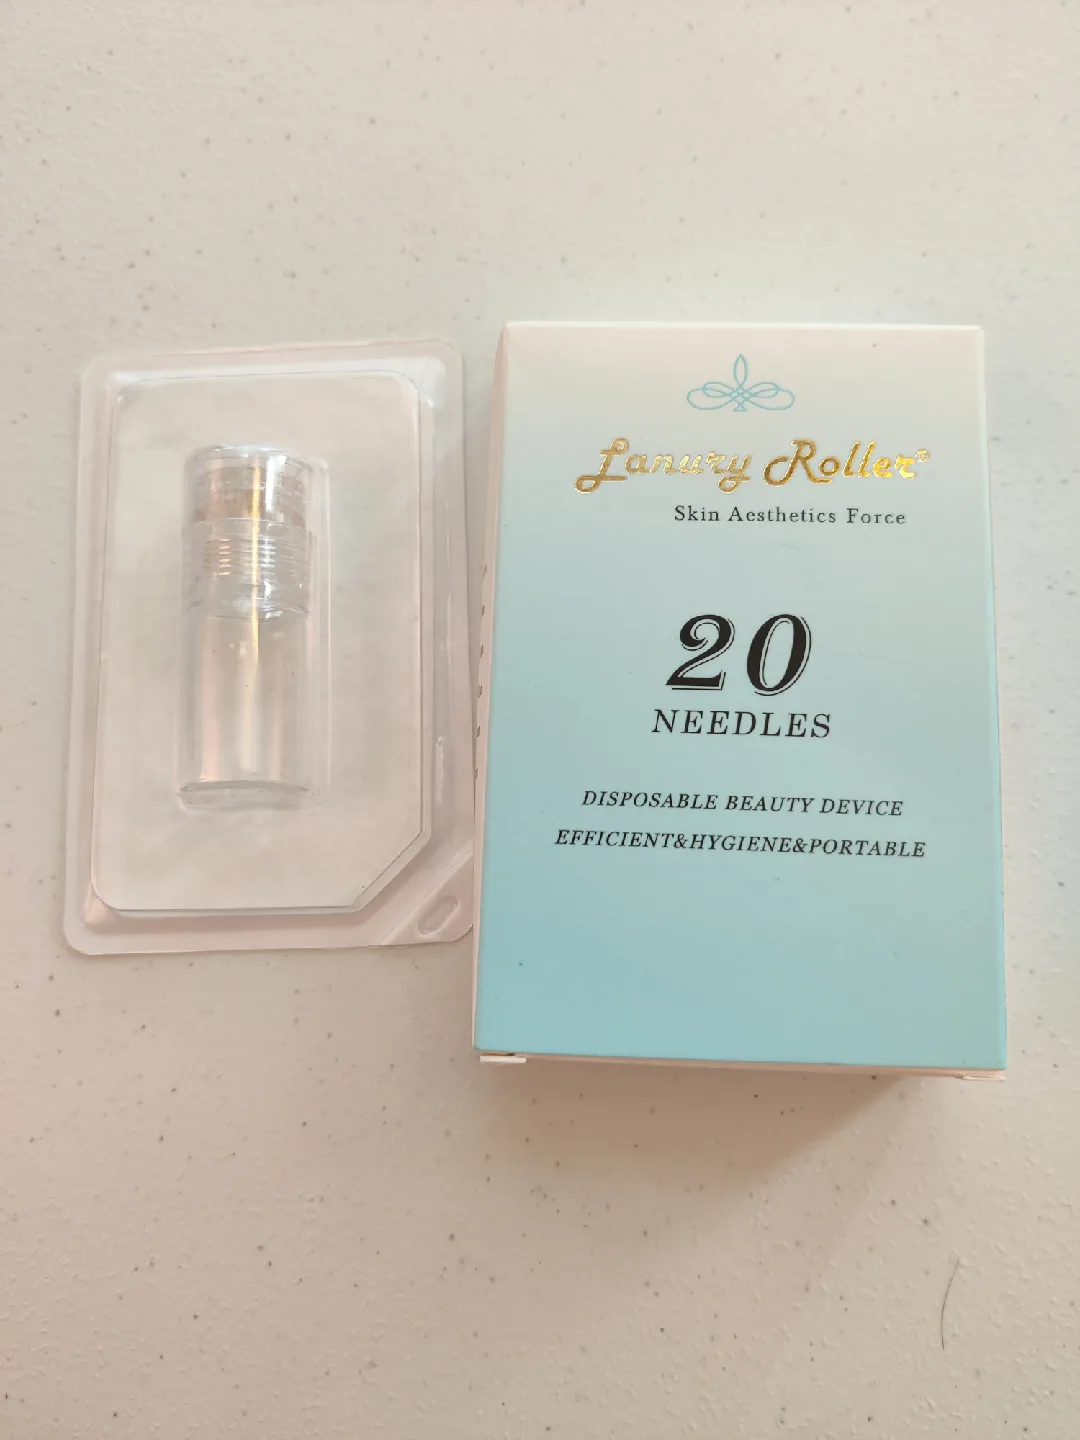 Lanury Roller®
Skin Aesthetics Force
20
NEEDLES
DISPOSABLE BEAUTY DEVICE
EFFICIENT&HYGIENE&PORTABLE